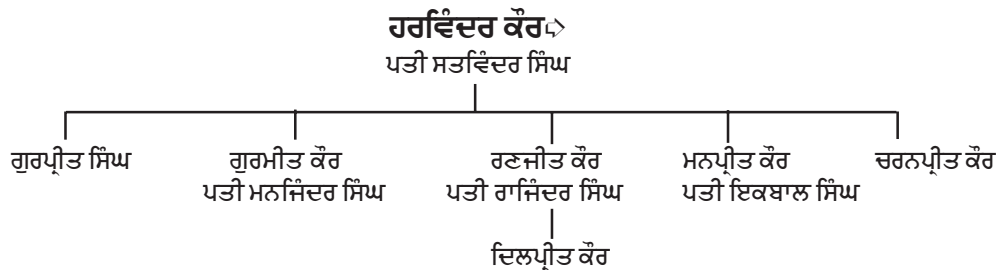 ਹਰਵਿੰਦਰ ਕੌਰ➪
ਪਤੀ ਸਤਵਿੰਦਰ ਸਿੰਘ
ਗੁਰਪ੍ਰੀਤ ਸਿੰਘ ਗੁਰਮੀਤ ਕੌਰ ਰਣਜੀਤ ਕੌਰ ਮਨਪ੍ਰੀਤ ਕੌਰ ਚਰਨਪ੍ਰੀਤ ਕੌਰ
ਪਤੀ ਮਨਜਿੰਦਰ ਸਿੰਘ ਪਤੀ ਰਾਜਿੰਦਰ ਸਿੰਘ ਪਤੀ ਇਕਬਾਲ ਸਿੰਘ
ਦਿਲਪ੍ਰੀਤ ਕੌਰ